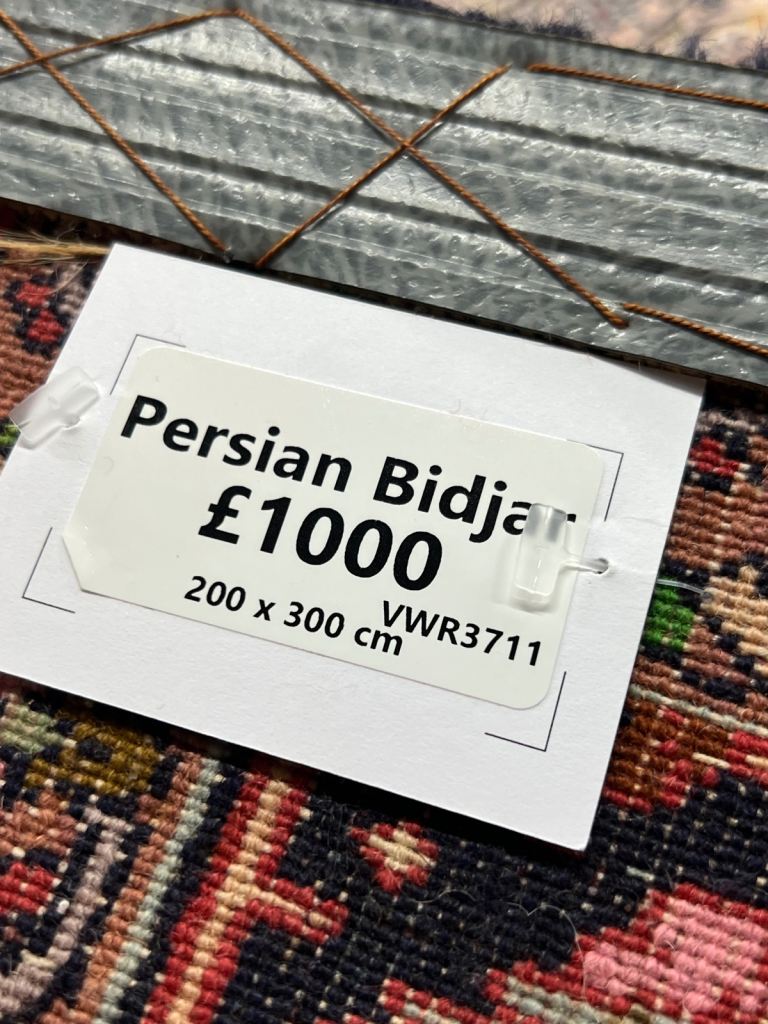 Persian Bidjar
£1000
200 x 300 cm
VWR3711